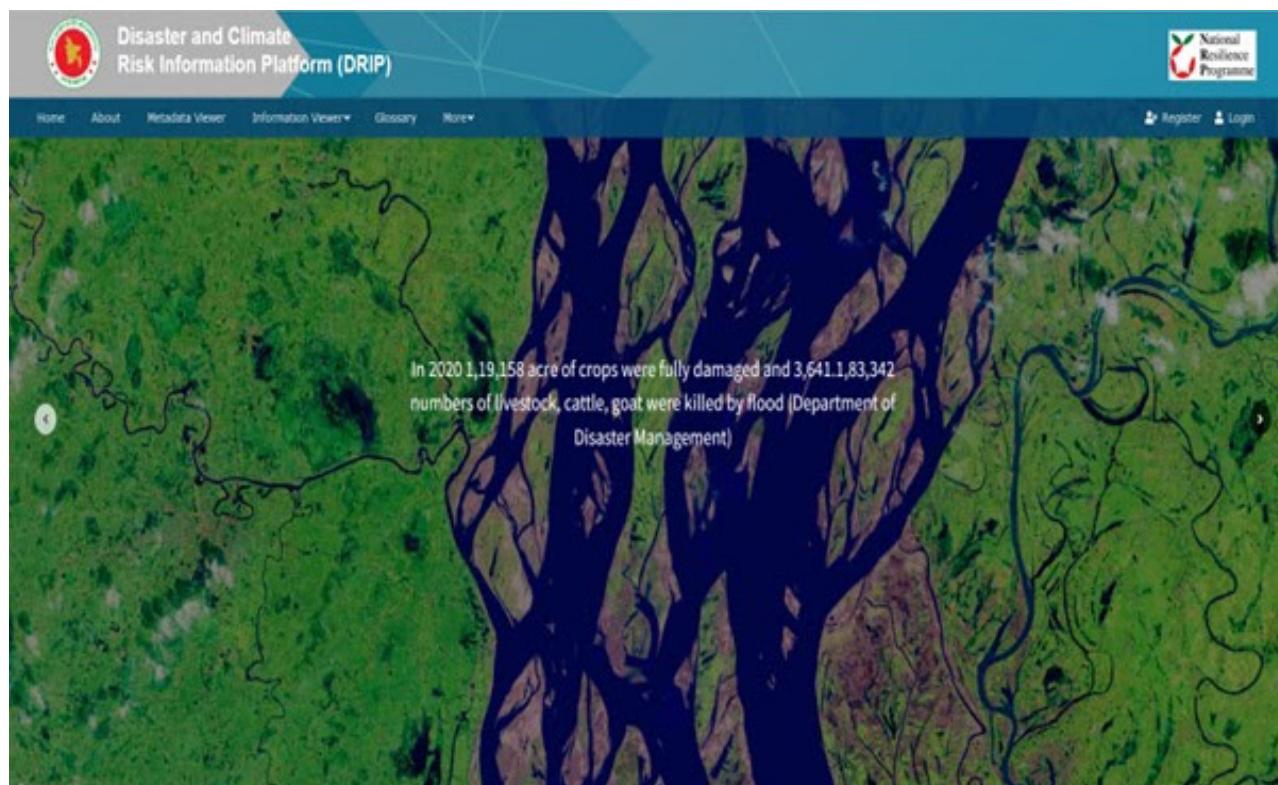 Disaster and Climate
Risk Information Platform (DRIP)
National
Resilience
Programme
Home About Metadata Viewer Information Viewer Glossary More Register Login
In 2020 1,19,158 acre of crops were fully damaged and 3,641.1,83,342
numbers of livestock, cattle, goat were killed by flood (Department of
Disaster Management)